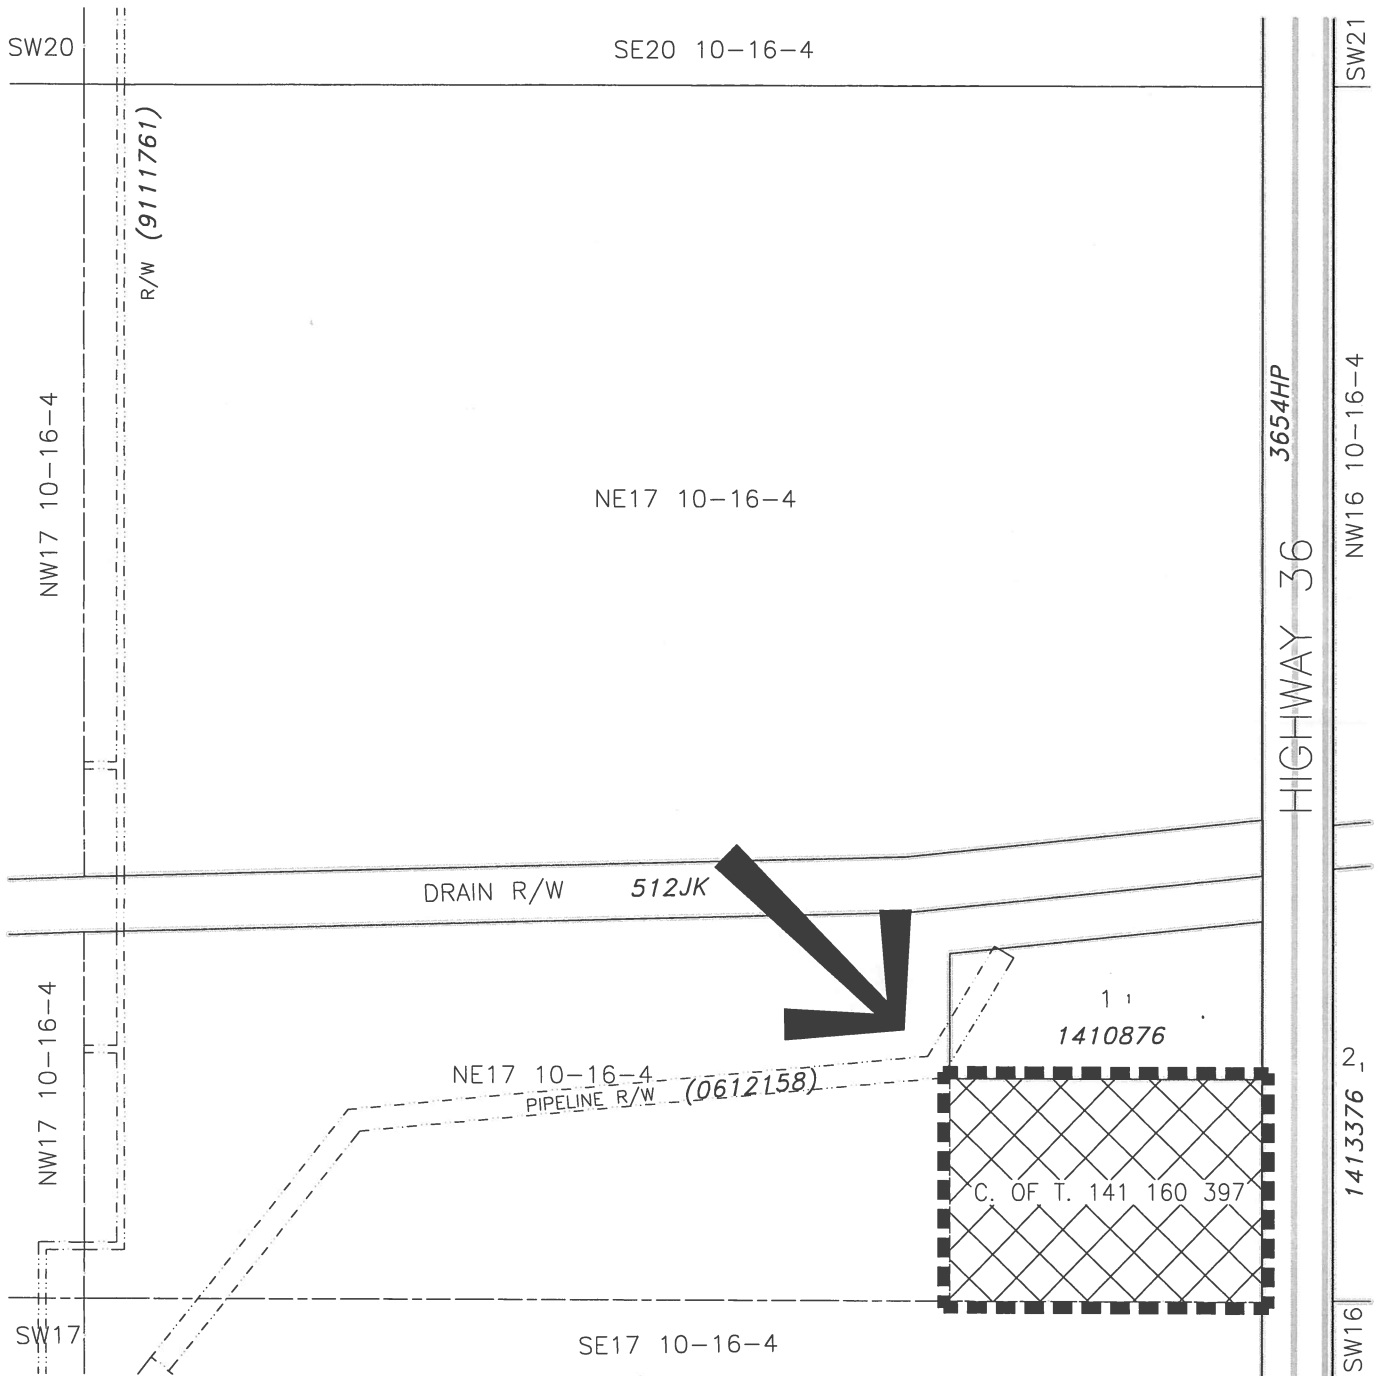 SW20
SE20 10-16-4
SW21
R/W (9111761)
NW17 10-16-4
3654HP
NW16 10-16-4
NE17 10-16-4
HIGHWAY 36
DRAIN R/W 512JK
NW17 10-16-4
1 1
1410876
NE17 10-16-4
PIPELINE R/W (0612158)
2,
1413376
C. OF T. 141 160 397
SW17
SE17 10-16-4
SW16